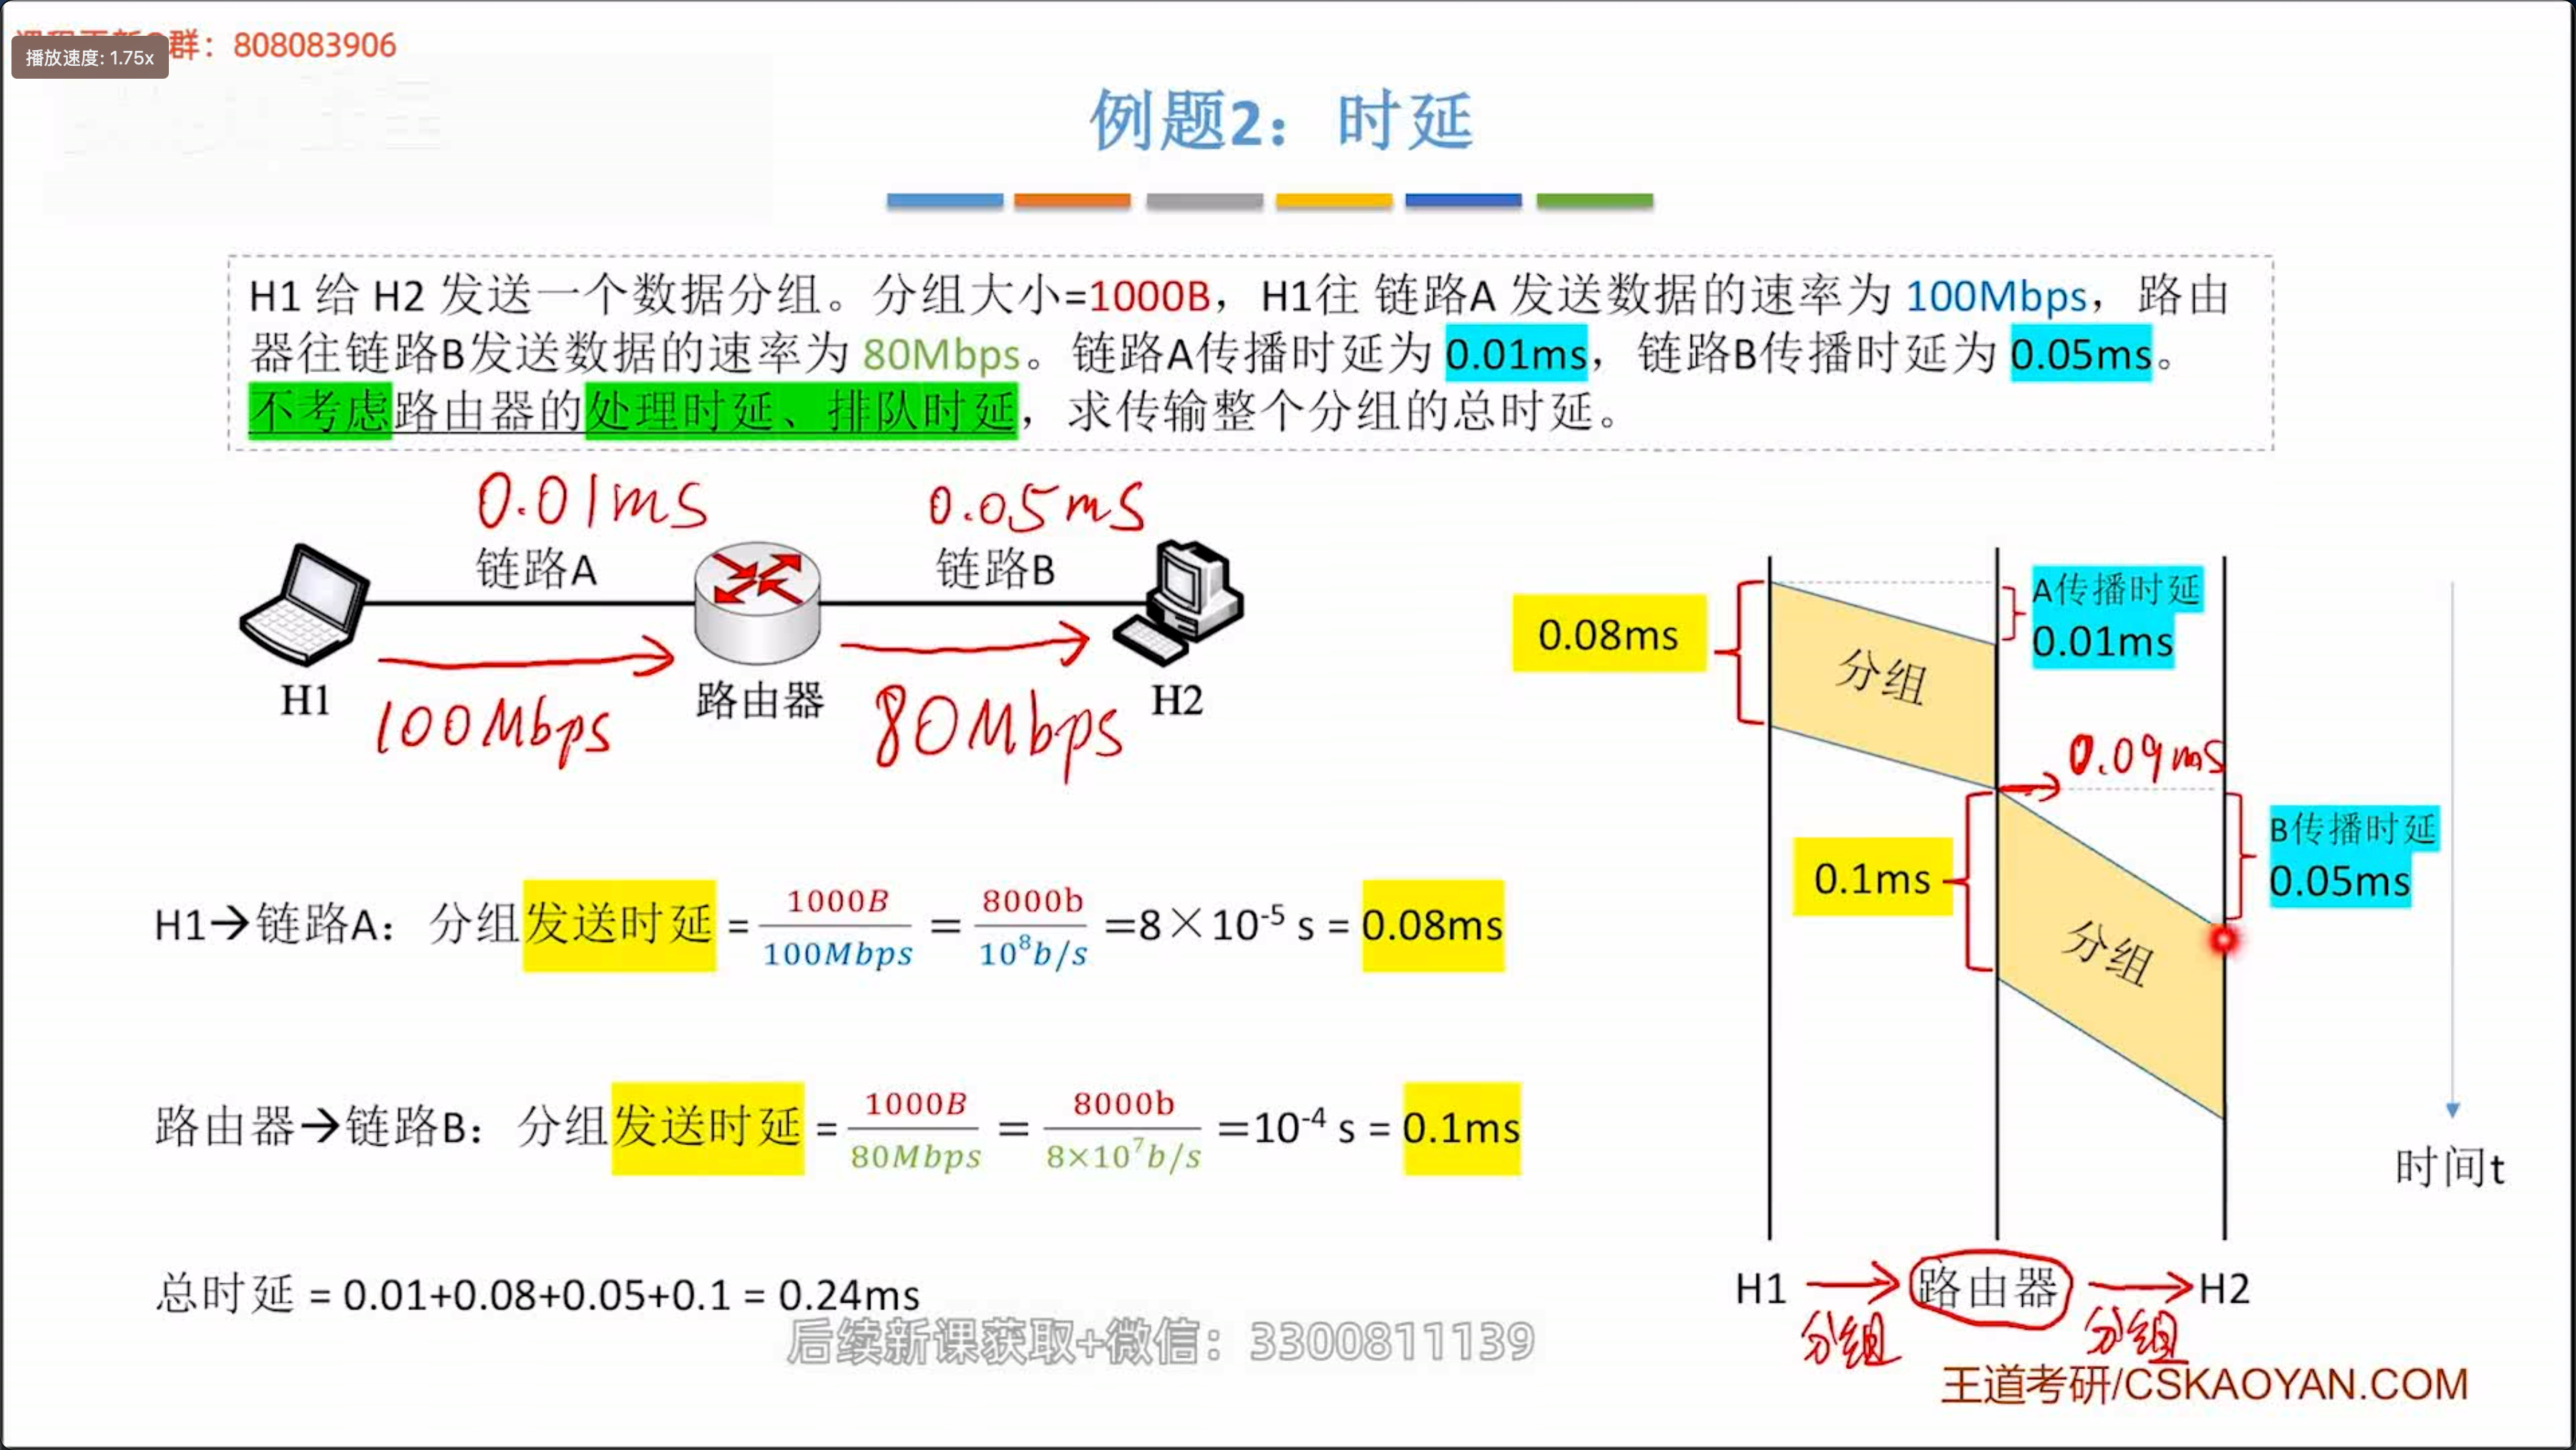 群：808083906
播放速度: 1.75x
例题2：时延
H1 给 H2 发送一个数据分组。分组大小=1000B，H1往 链路A 发送数据的速率为 100Mbps，路由
器往链路B发送数据的速率为 80Mbps。链路A传播时延为 0.01ms，链路B传播时延为 0.05ms。
不考虑路由器的处理时延、排队时延，求传输整个分组的总时延。
0.01ms
0.05ms
链路A
链路B
H1
路由器
H2
100Mbps
80Mbps
0.08ms
分组
A传播时延
0.01ms
0.09ms
0.1ms
分组
B传播时延
0.05ms
时间t
H1→链路A：分组发送时延 = 1000B/100Mbps = 8000b/10⁸b/s =8×10⁻⁵ s = 0.08ms
路由器→链路B：分组发送时延 = 1000B/80Mbps = 8000b/8×10⁷b/s =10⁻⁴ s = 0.1ms
总时延 = 0.01+0.08+0.05+0.1 = 0.24ms
H1 → 路由器 → H2
分组
分组
后续新课获取+微信：3300811139
王道考研/CSKAOYAN.COM